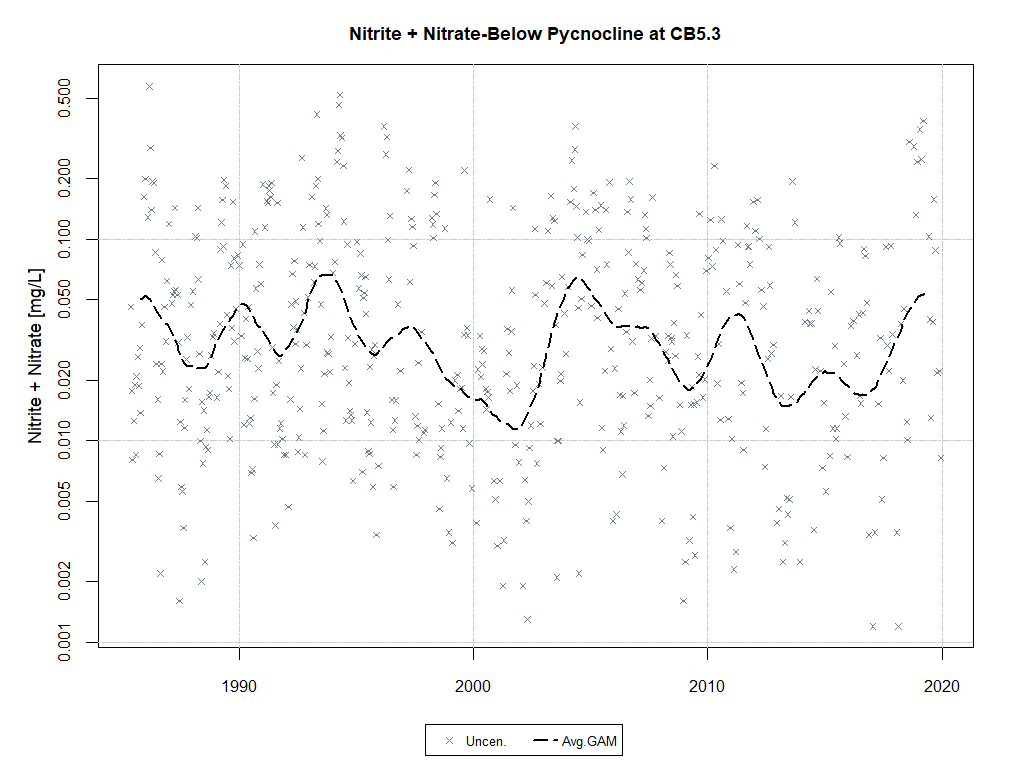 Nitrite + Nitrate-Below Pycnocline at CB5.3
Nitrite + Nitrate [mg/L]
0.500
0.200
0.100
0.050
0.020
0.010
0.005
0.002
0.001
1990 2000 2010 2020
Uncen. Avg.GAM